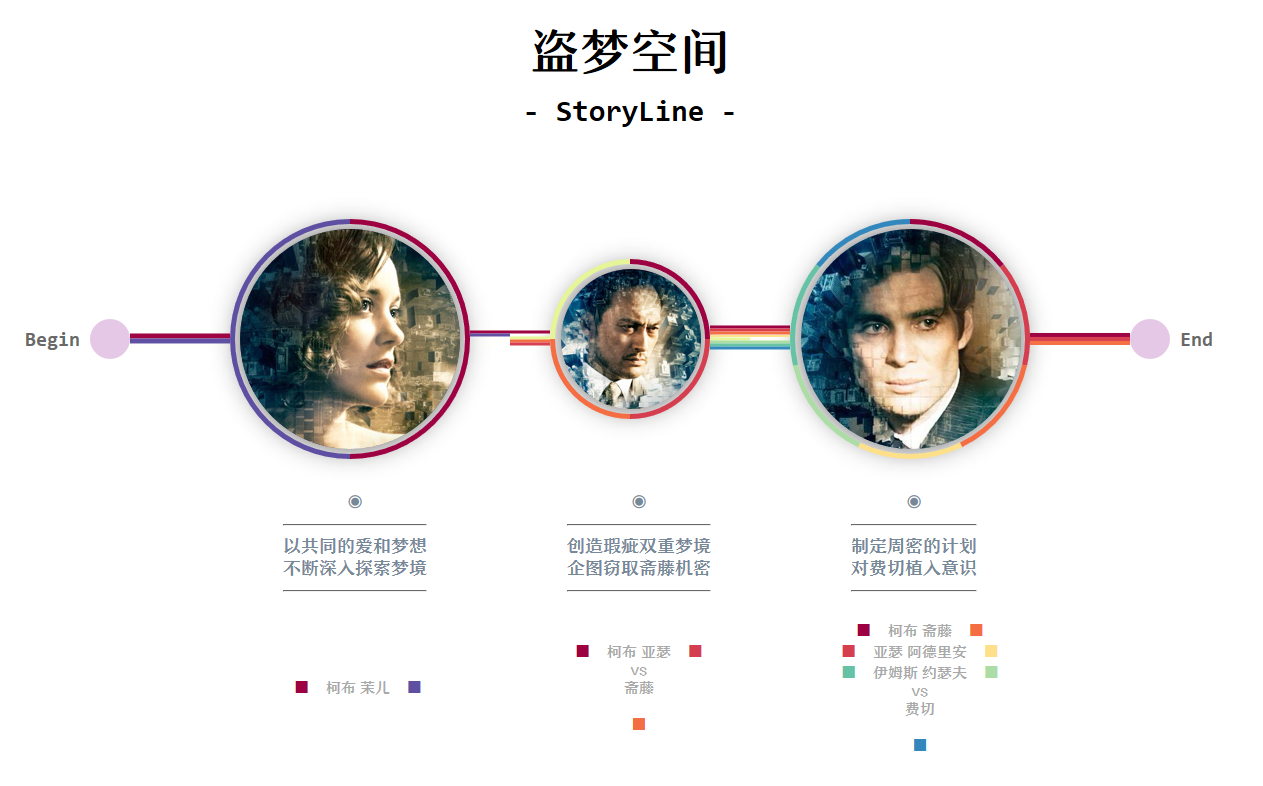 盗梦空间
- StoryLine -
Begin
End
以共同的爱和梦想
不断深入探索梦境
创造瑕疵双重梦境
企图窃取斋藤机密
制定周密的计划
对费切植入意识
柯布 茉儿
柯布 亚瑟
vs
斋藤
柯布 斋藤
亚瑟 阿德里安
伊姆斯 约瑟夫
vs
费切